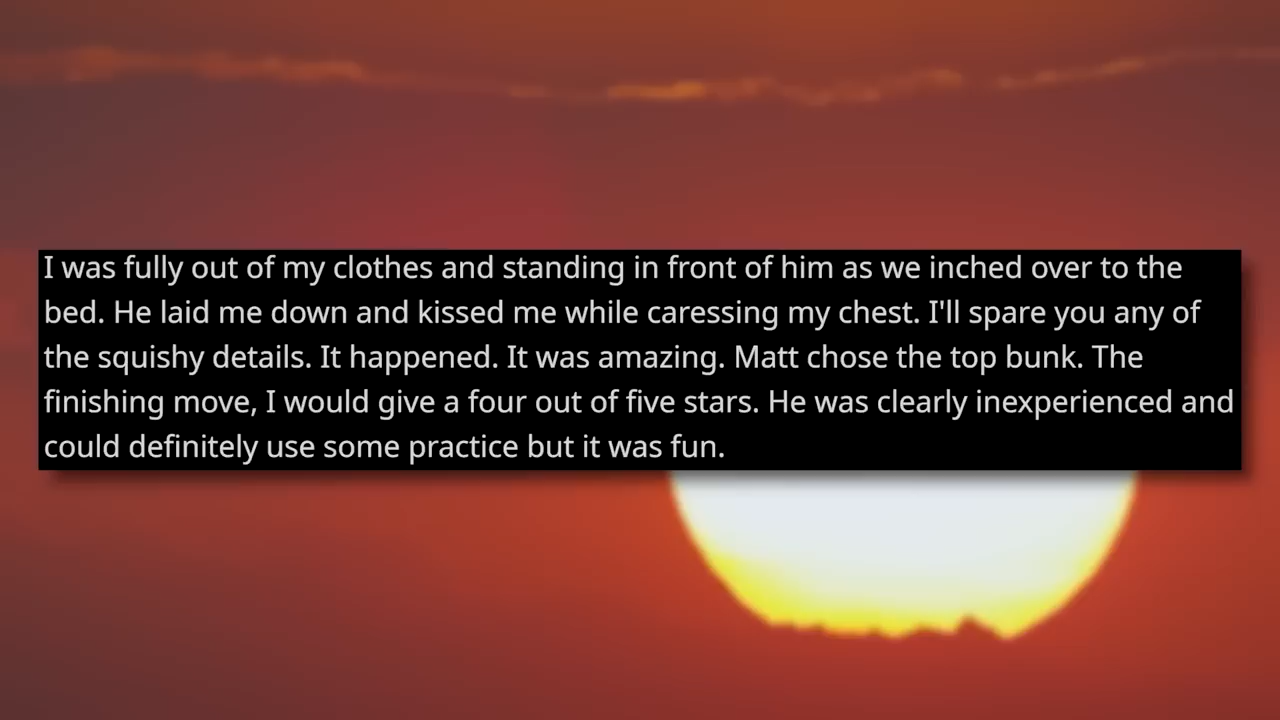 I was fully out of my clothes and standing in front of him as we inched over to the
bed. He laid me down and kissed me while caressing my chest. I'll spare you any of
the squishy details. It happened. It was amazing. Matt chose the top bunk. The
finishing move, I would give a four out of five stars. He was clearly inexperienced and
could definitely use some practice but it was fun.